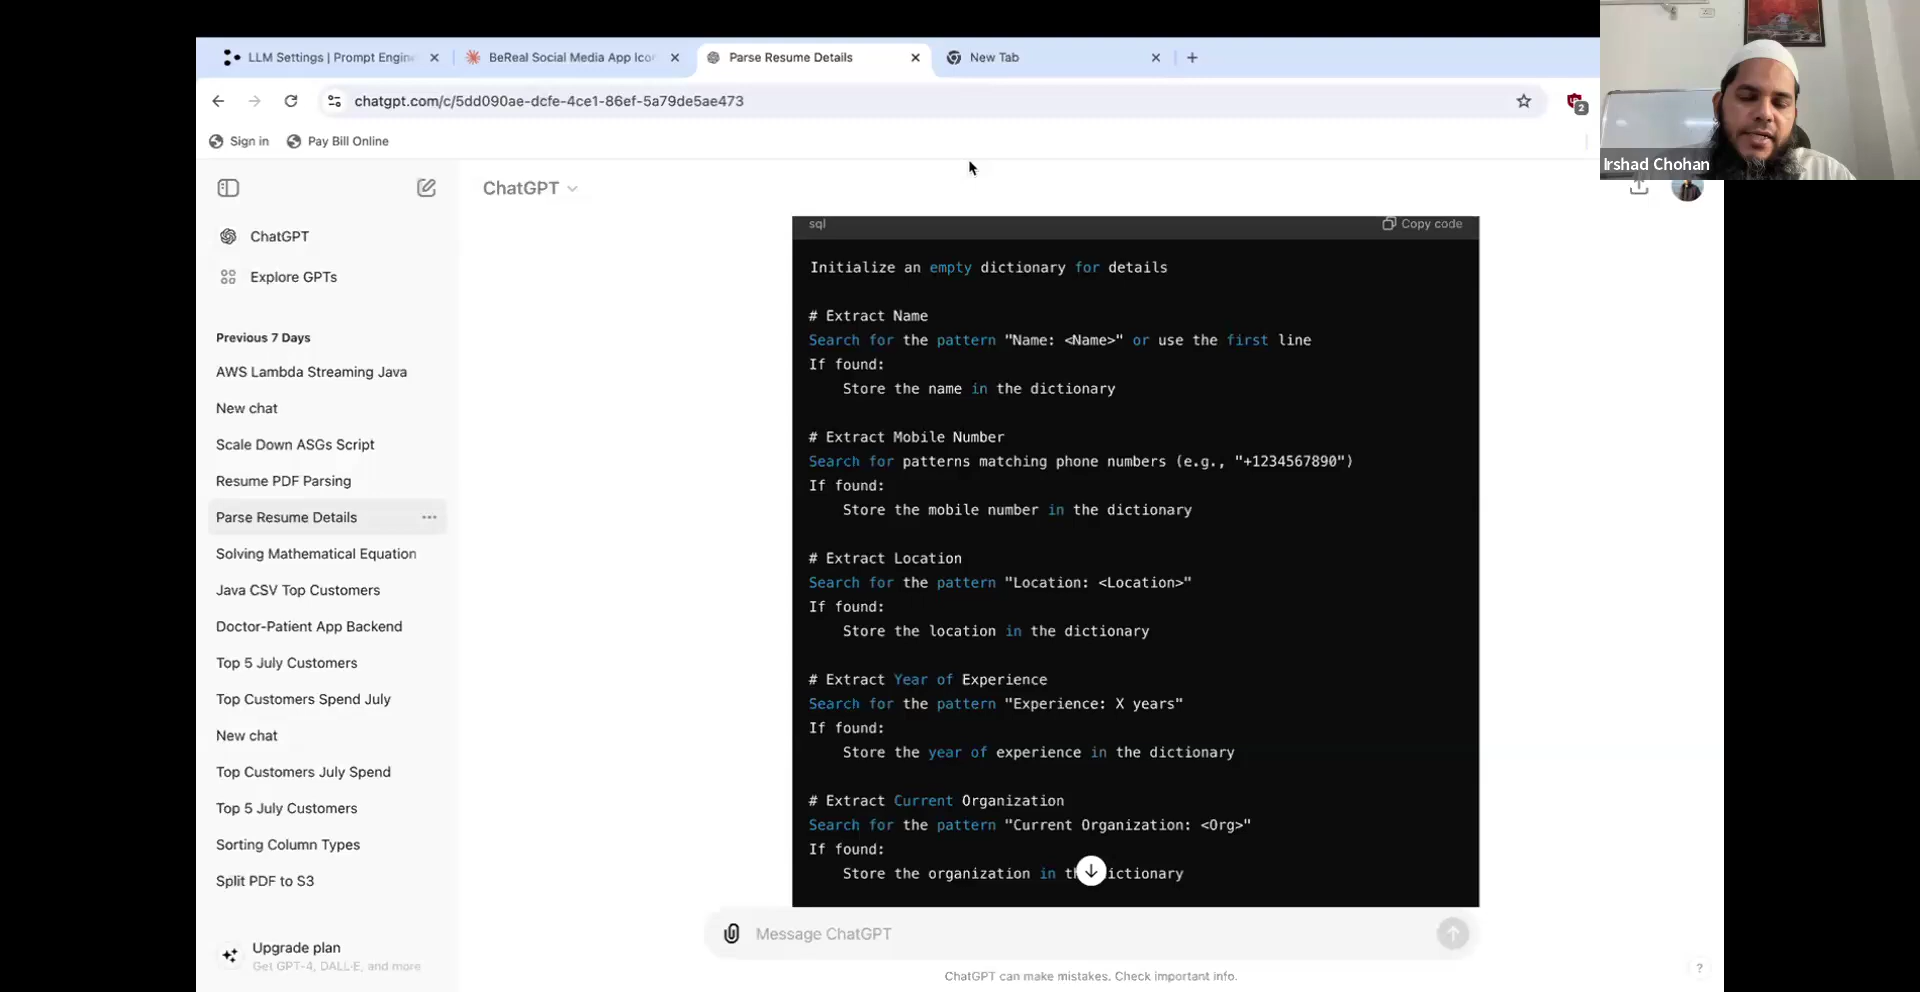 LLM Settings | Prompt Engine
BeReal Social Media App Icon
Parse Resume Details
New Tab
chatgpt.com/c/5dd090ae-dcfe-4ce1-86ef-5a79de5ae473
2
Sign in
Pay Bill Online
Irshad Chohan
ChatGPT
ChatGPT
Explore GPTs
Previous 7 Days
AWS Lambda Streaming Java
New chat
Scale Down ASGs Script
Resume PDF Parsing
Parse Resume Details
Solving Mathematical Equation
Java CSV Top Customers
Doctor-Patient App Backend
Top 5 July Customers
Top Customers Spend July
New chat
Top Customers July Spend
Top 5 July Customers
Sorting Column Types
Split PDF to S3
Upgrade plan
Get GPT-4, DALL·E, and more
sql
Copy code
Initialize an empty dictionary for details
# Extract Name
Search for the pattern "Name: <Name>" or use the first line
If found:
Store the name in the dictionary
# Extract Mobile Number
Search for patterns matching phone numbers (e.g., "+1234567890")
If found:
Store the mobile number in the dictionary
# Extract Location
Search for the pattern "Location: <Location>"
If found:
Store the location in the dictionary
# Extract Year of Experience
Search for the pattern "Experience: X years"
If found:
Store the year of experience in the dictionary
# Extract Current Organization
Search for the pattern "Current Organization: <Org>"
If found:
Store the organization in the dictionary
Message ChatGPT
ChatGPT can make mistakes. Check important info.
?